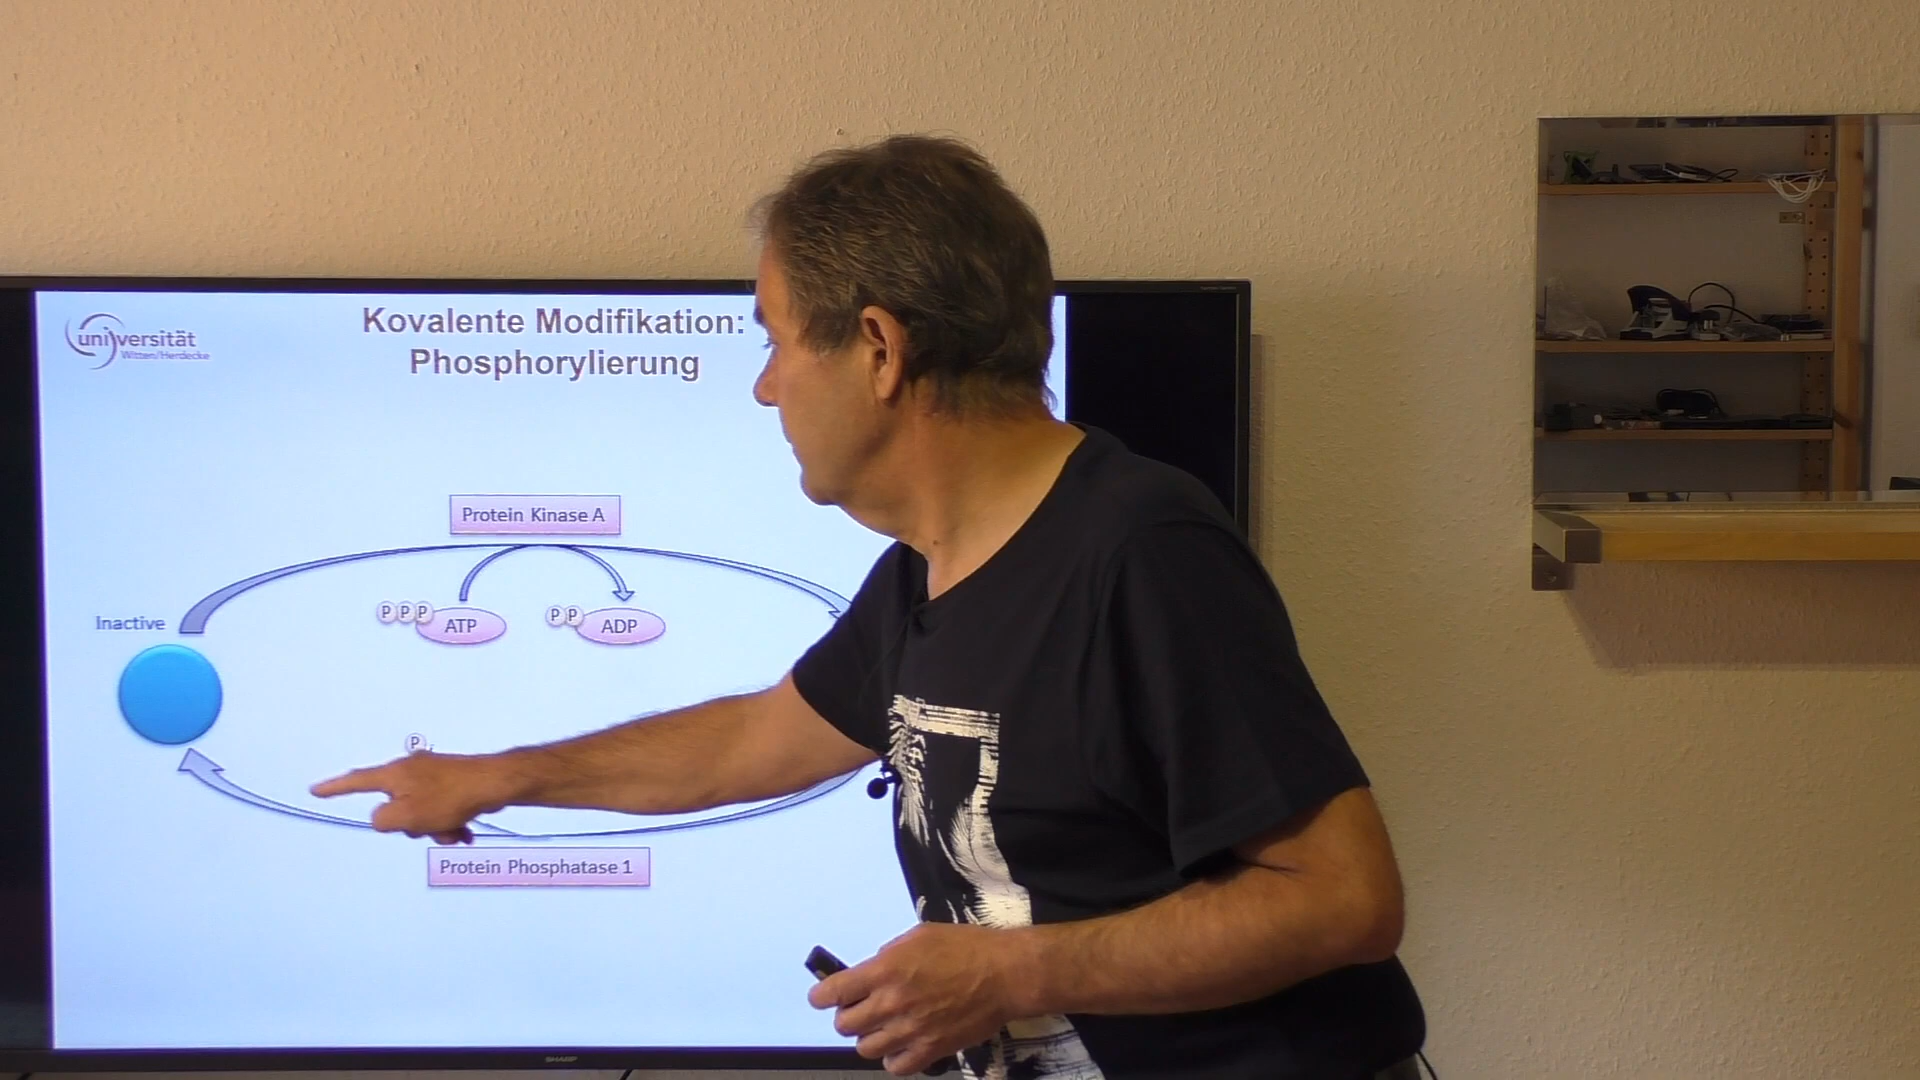 uni versität
Witten/Herdecke
Kovalente Modifikation:
Phosphorylierung
Protein Kinase A
Inactive
P P P ATP
P P ADP
P i
Protein Phosphatase 1
SHARP